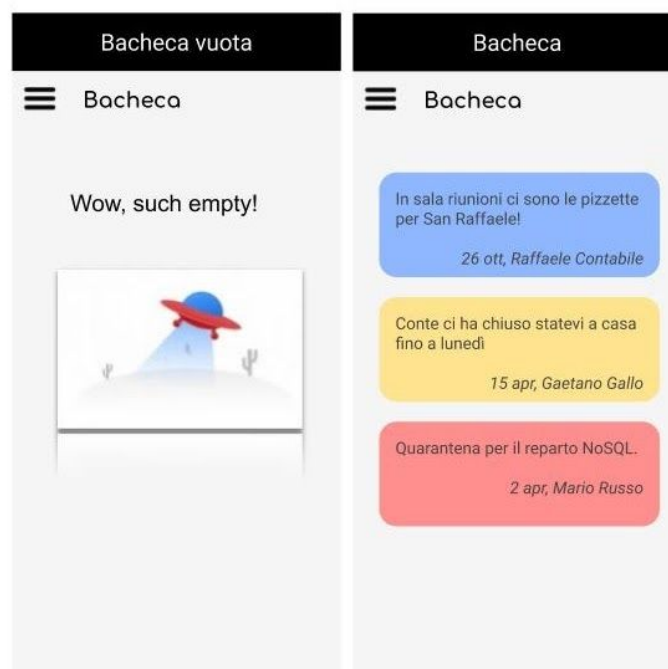 Bacheca vuota
Bacheca
Wow, such empty!
Bacheca
Bacheca
In sala riunioni ci sono le pizzette
per San Raffaele!
26 ott, Raffaele Contabile
Conte ci ha chiuso statevi a casa
fino a lunedì
15 apr, Gaetano Gallo
Quarantena per il reparto NoSQL.
2 apr, Mario Russo